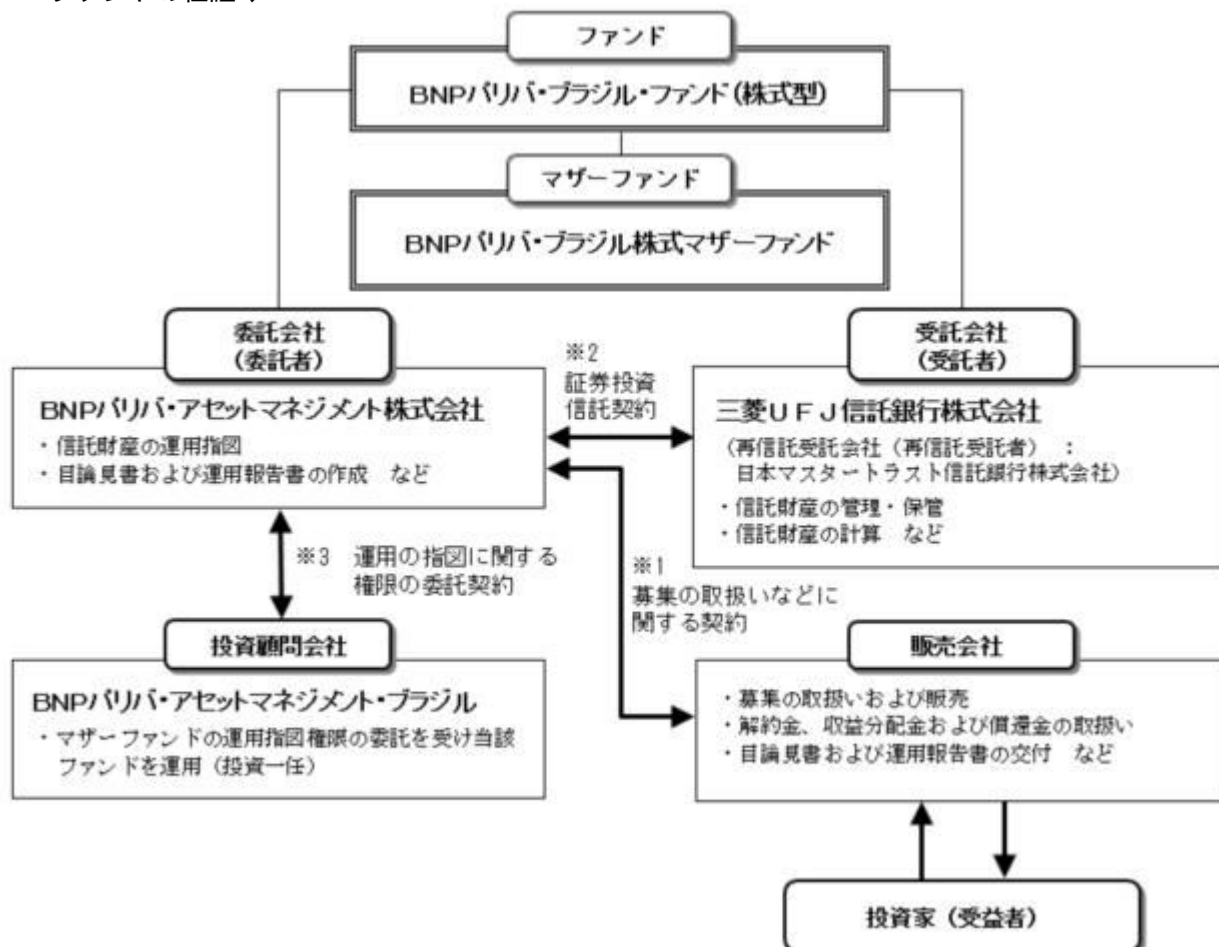 ファンド
BNPパリバ・ブラジル・ファンド(株式型)
マザーファンド
BNPパリバ・ブラジル株式マザーファンド
委託会社
(委託者)
BNPパリバ・アセットマネジメント株式会社
・信託財産の運用指図
・目論見書および運用報告書の作成 など
※2
証券投資
信託契約
受託会社
(受託者)
三菱UFJ信託銀行株式会社
(再信託受託会社(再信託受託者) :
日本マスタートラスト信託銀行株式会社)
・信託財産の管理・保管
・信託財産の計算 など
※3 運用の指図に関する
権限の委託契約
※1
募集の取扱いなどに
関する契約
投資顧問会社
BNPパリバ・アセットマネジメント・ブラジル
・マザーファンドの運用指図権限の委託を受け当該
ファンドを運用(投資一任)
販売会社
・募集の取扱いおよび販売
・解約金、収益分配金および償還金の取扱い
・目論見書および運用報告書の交付 など
投資家(受益者)